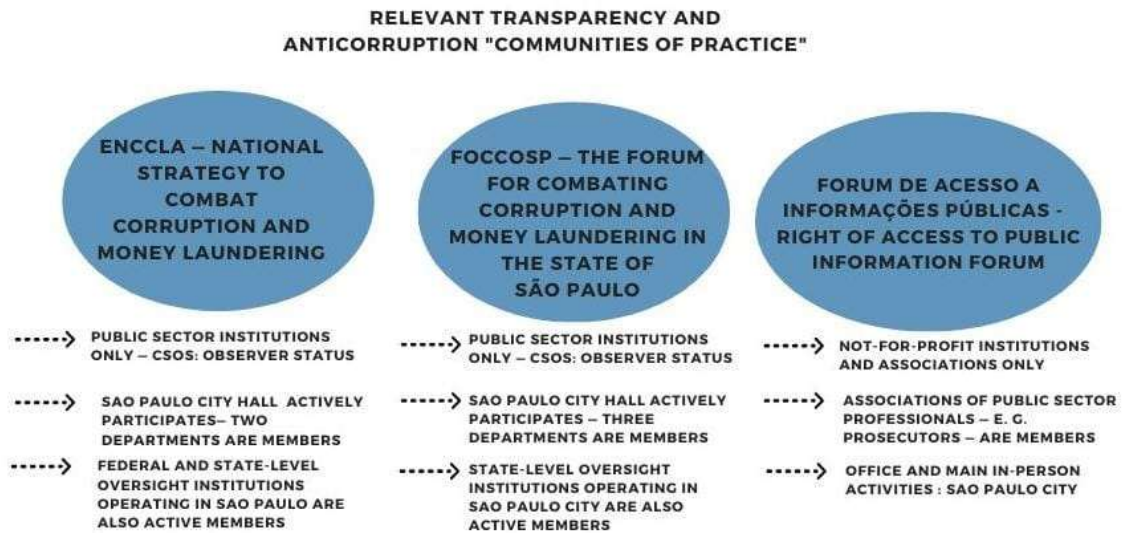 RELEVANT TRANSPARENCY AND
ANTICORRUPTION "COMMUNITIES OF PRACTICE"
ENCCLA – NATIONAL
STRATEGY TO
COMBAT
CORRUPTION AND
MONEY LAUNDERING
PUBLIC SECTOR INSTITUTIONS
ONLY – CSOS: OBSERVER STATUS
SAO PAULO CITY HALL ACTIVELY
PARTICIPATES– TWO
DEPARTMENTS ARE MEMBERS
FEDERAL AND STATE-LEVEL
OVERSIGHT INSTITUTIONS
OPERATING IN SAO PAULO ARE
ALSO ACTIVE MEMBERS
FOCCOSP – THE FORUM
FOR COMBATING
CORRUPTION AND
MONEY LAUNDERING IN
THE STATE OF
SÃO PAULO
PUBLIC SECTOR INSTITUTIONS
ONLY – CSOS: OBSERVER STATUS
SAO PAULO CITY HALL ACTIVELY
PARTICIPATES – THREE
DEPARTMENTS ARE MEMBERS
STATE-LEVEL OVERSIGHT
INSTITUTIONS OPERATING IN
SAO PAULO CITY ARE ALSO
ACTIVE MEMBERS
FORUM DE ACESSO A
INFORMAÇÕES PÚBLICAS -
RIGHT OF ACCESS TO PUBLIC
INFORMATION FORUM
NOT-FOR-PROFIT INSTITUTIONS
AND ASSOCIATIONS ONLY
ASSOCIATIONS OF PUBLIC SECTOR
PROFESSIONALS – E. G.
PROSECUTORS – ARE MEMBERS
OFFICE AND MAIN IN-PERSON
ACTIVITIES : SAO PAULO CITY